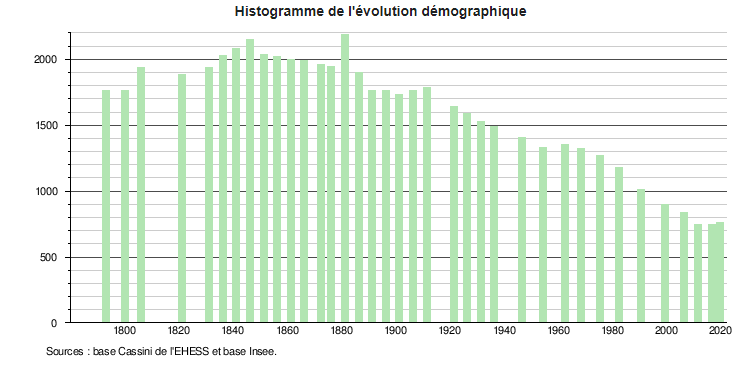 Histogramme de l'évolution démographique
2000
1500
1000
500
0
1800 1820 1840 1860 1880 1900 1920 1940 1960 1980 2000 2020
Sources : base Cassini de l'EHESS et base Insee.